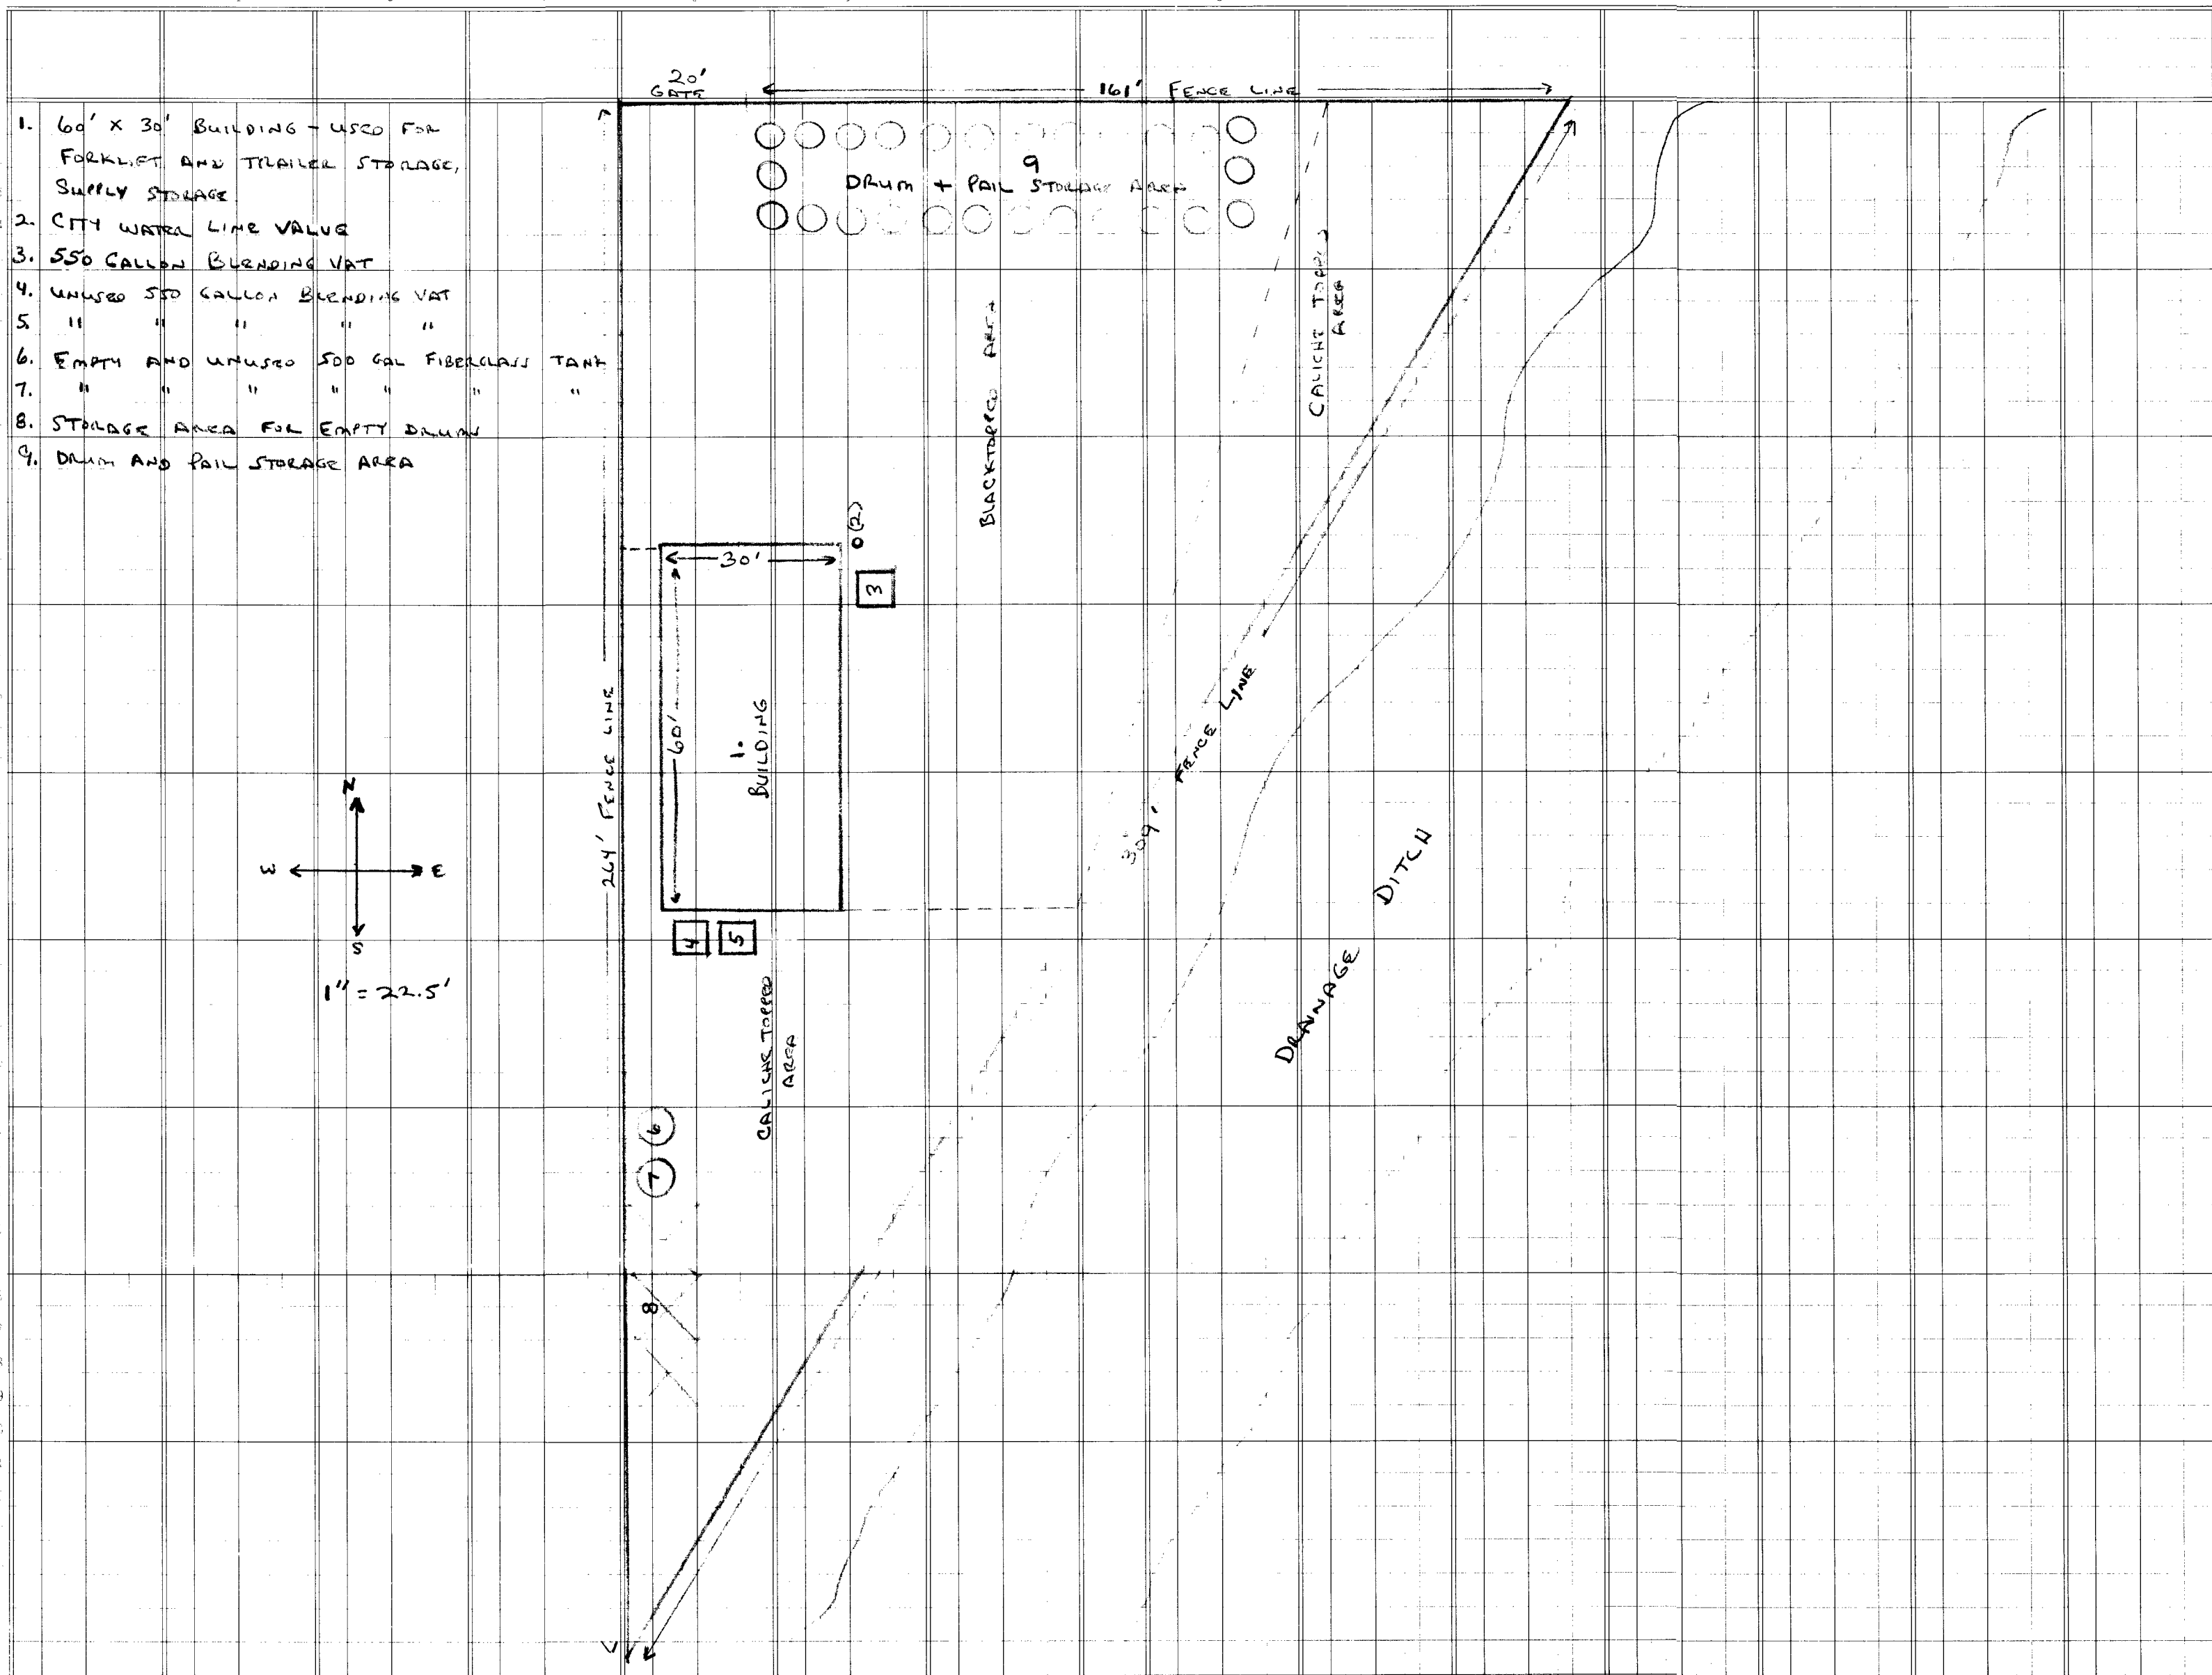 20'
GATE
161' FENCE LINE
1. 60' X 30' BUILDING - USED FOR
FORKLIFT AND TRAILER STORAGE,
SUPPLY STORAGE
2. CITY WATER LINE VALVE
3. 550 GALLON BLENDING VAT
4. UNUSED 550 GALLON BLENDING VAT
5. " " " " "
6. EMPTY AND UNUSED 500 GAL FIBERGLASS TANK
7. " " " " " " "
8. STORAGE AREA FOR EMPTY DRUMS
9. DRUM AND PAIL STORAGE AREA
9
DRUM + PAIL STORAGE AREA
CALICHE TOPPED
AREA
BLACKTOPPED AREA
(2)
30'
3
60'
1.
BUILDING
264' FENCE LINE
309' FENCE LINE
N
W E
S
1" = 22.5'
4 5
CALICHE TOPPED
AREA
DRAINAGE DITCH
6
7
8